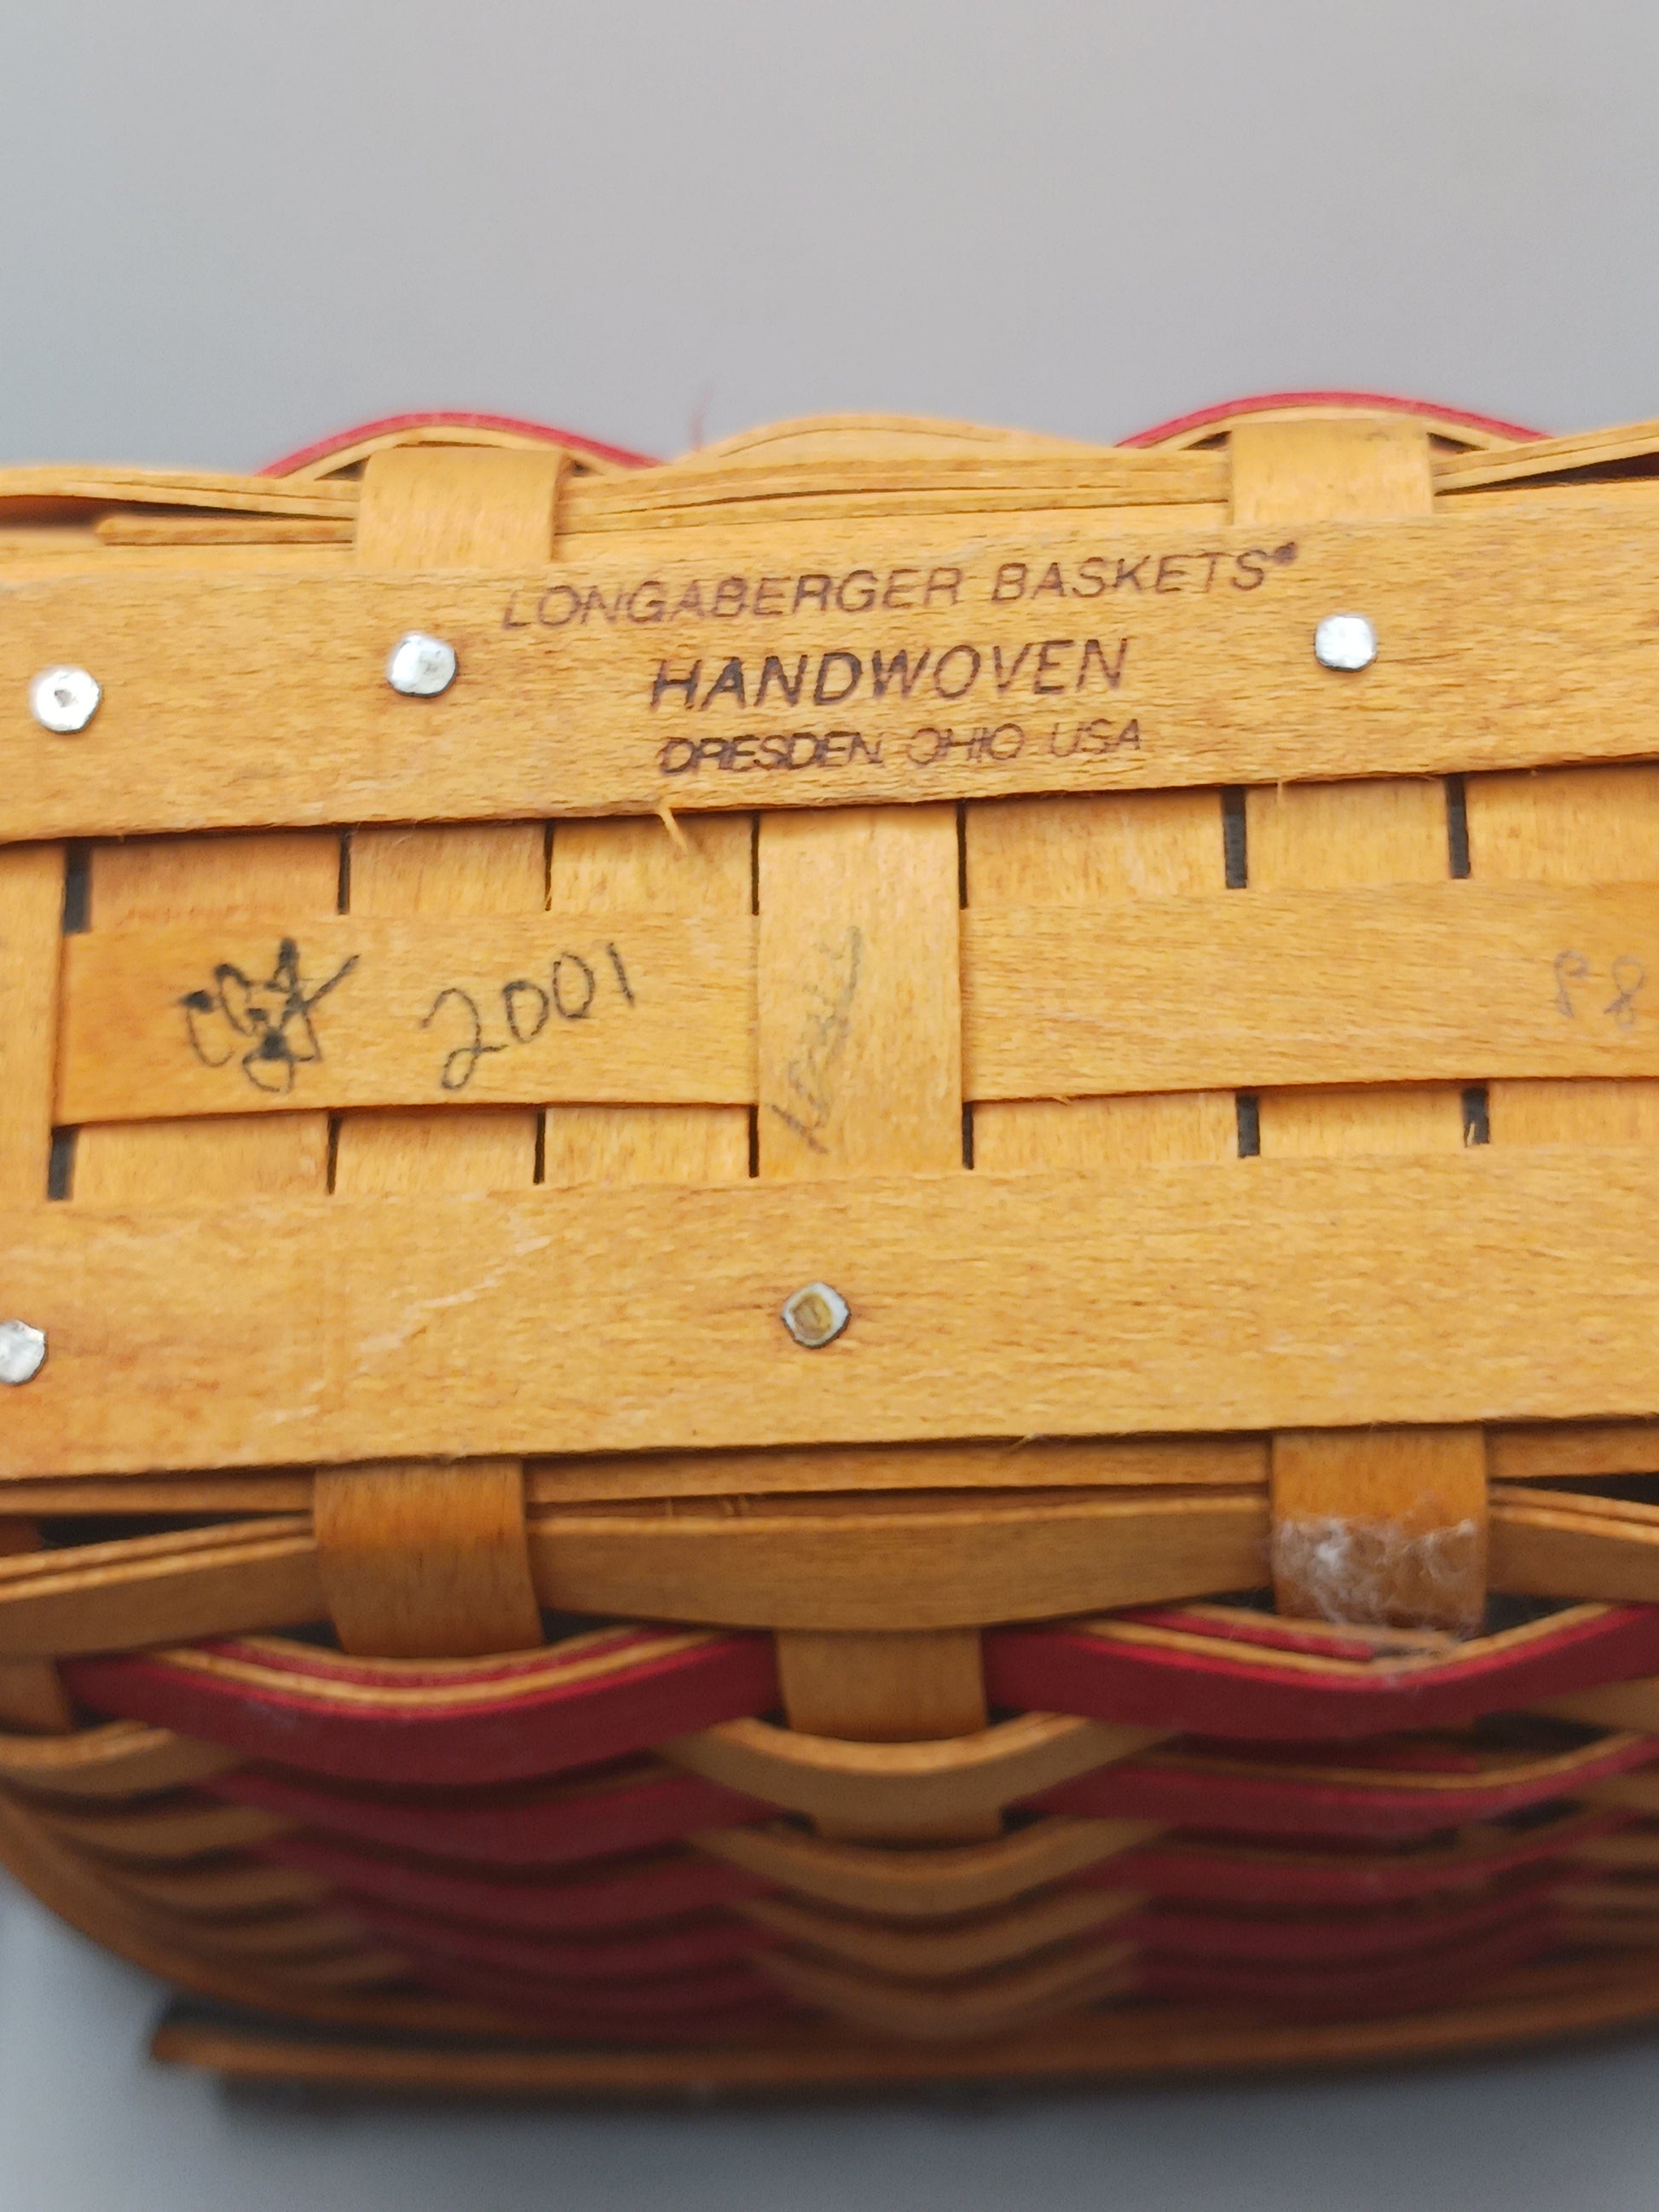 LONGABERGER BASKETS®
HANDWOVEN
DRESDEN, OHIO USA
2001